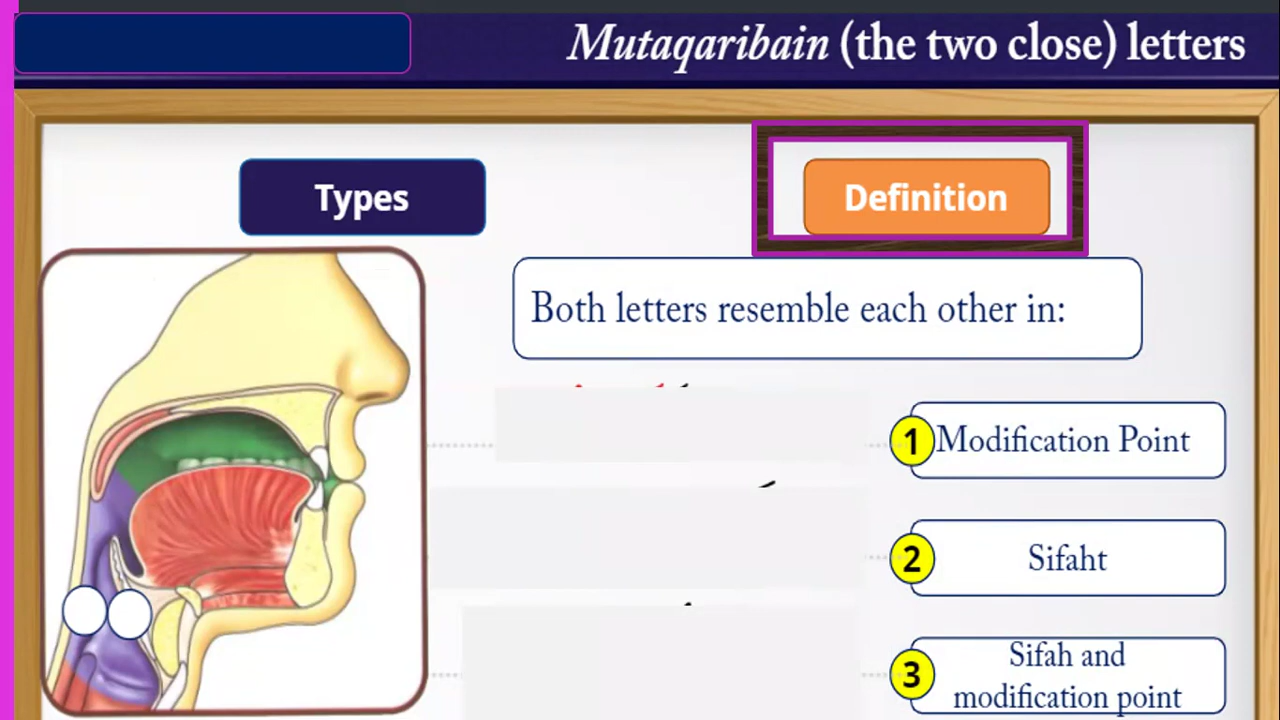 Mutaqaribain (the two close) letters
Types
Definition
Both letters resemble each other in:
1 Modification Point
2 Sifaht
3 Sifah and
modification point